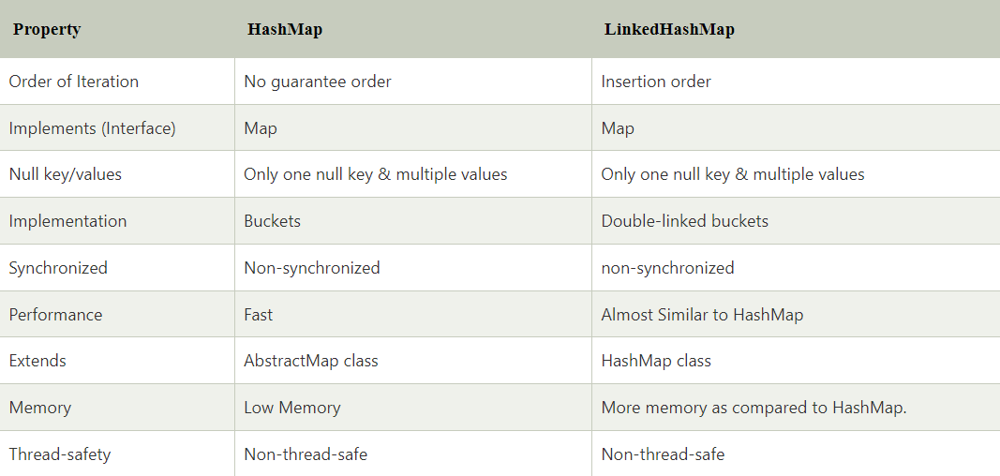 Property HashMap LinkedHashMap
Order of Iteration No guarantee order Insertion order
Implements (Interface) Map Map
Null key/values Only one null key & multiple values Only one null key & multiple values
Implementation Buckets Double-linked buckets
Synchronized Non-synchronized non-synchronized
Performance Fast Almost Similar to HashMap
Extends AbstractMap class HashMap class
Memory Low Memory More memory as compared to HashMap.
Thread-safety Non-thread-safe Non-thread-safe